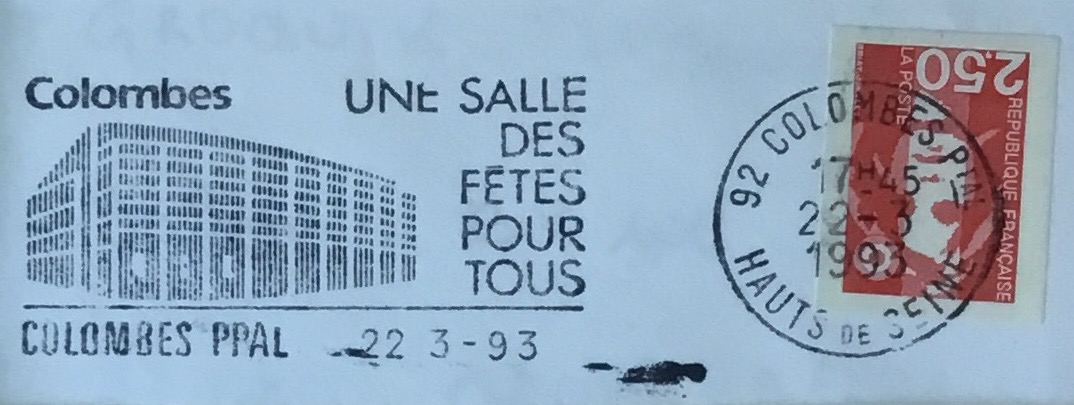 Colombes
UNE SALLE
DES
FÊTES
POUR
TOUS
COLOMBES PPAL 22 3-93
92 COLOMBES PPAL
17H45
22-3
1993
HAUTS DE SEINE
2,50
LA POSTE
REPUBLIQUE FRANÇAISE